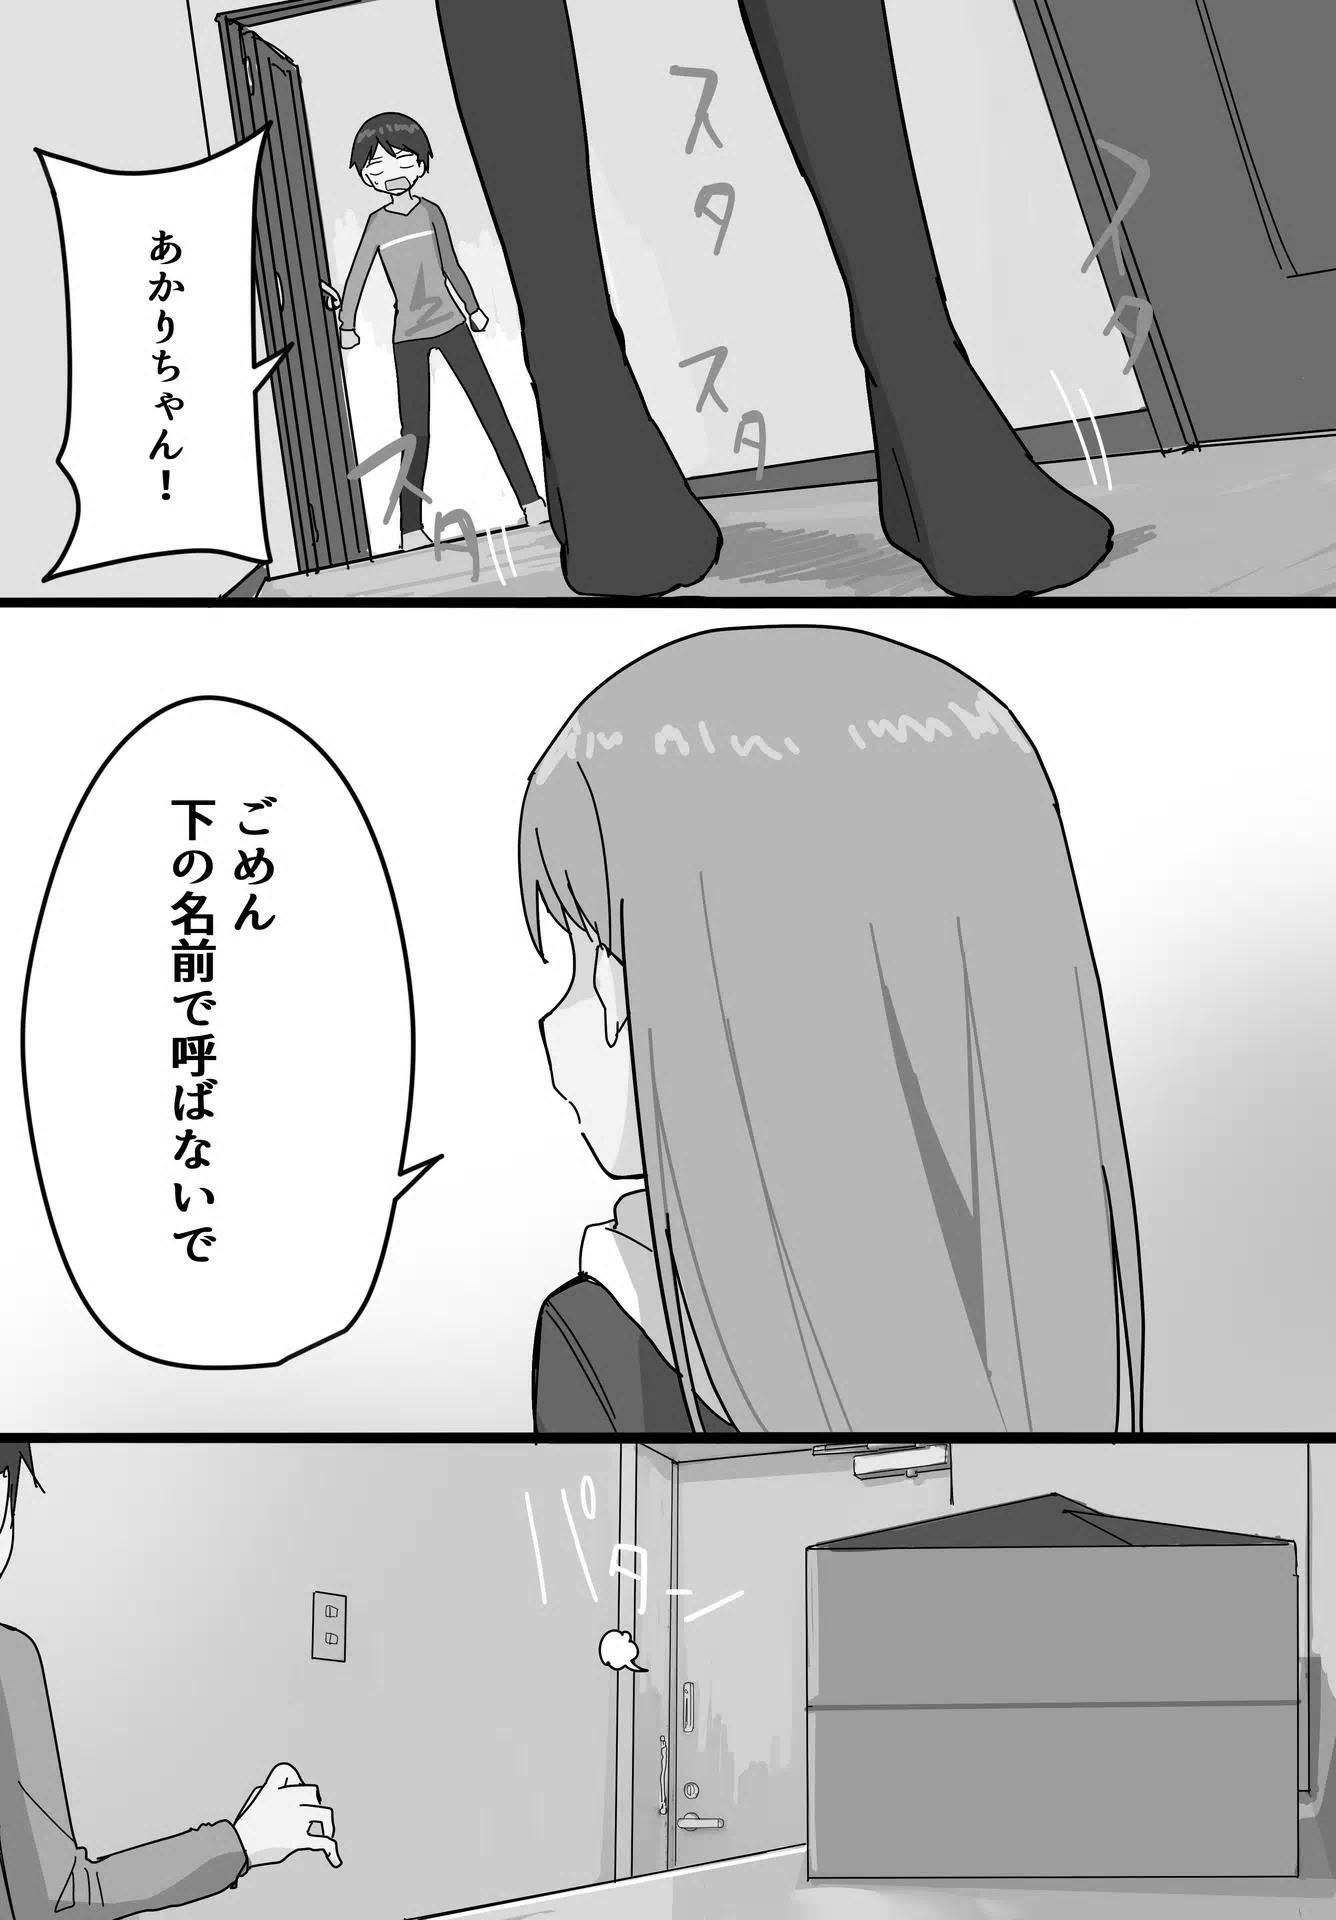 スタ
スタ
スタ
スタ
あかりちゃん！
ごめん
下の名前で呼ばないで
パターン